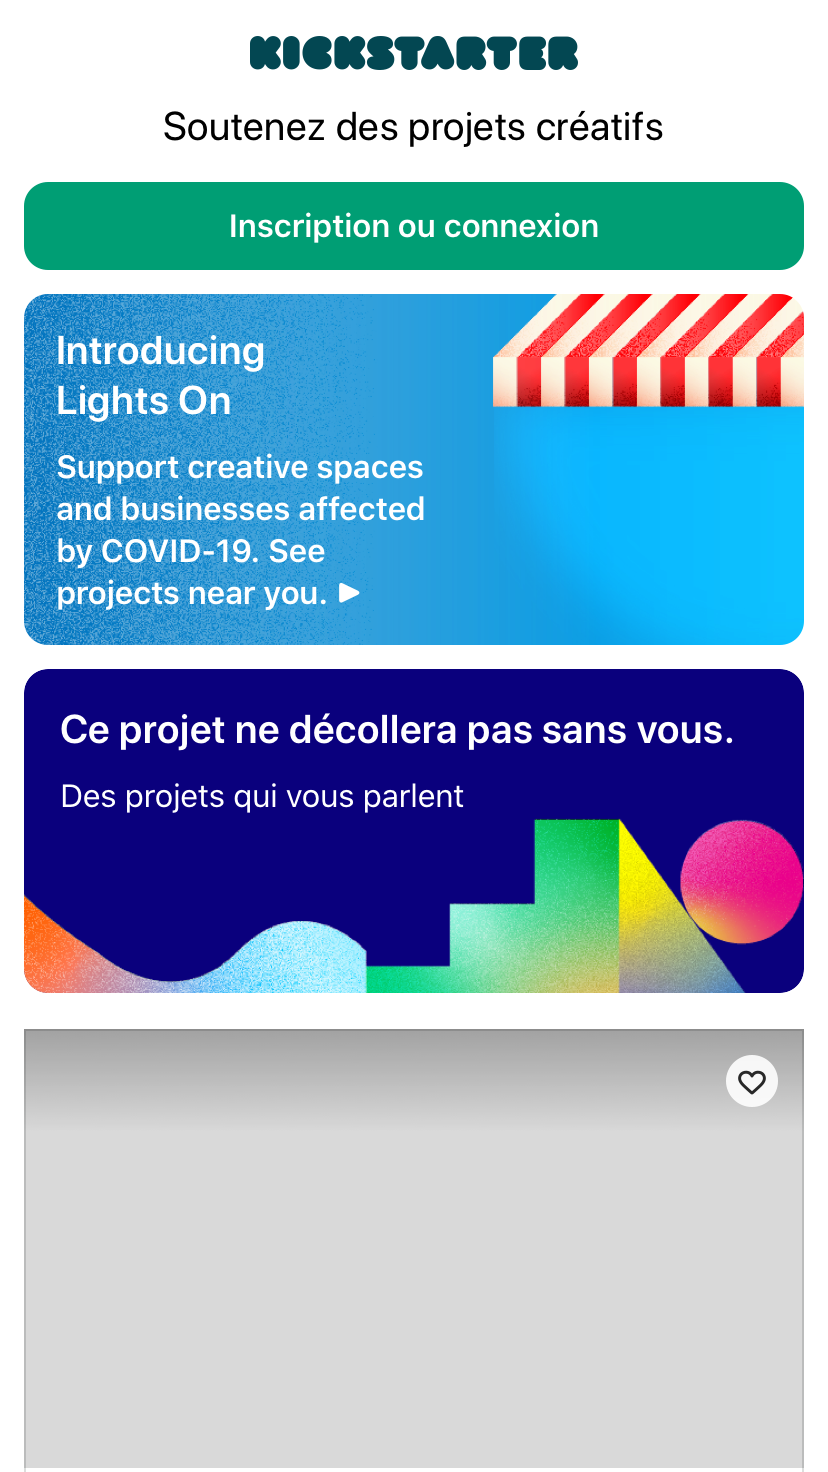 KICKSTARTER
Soutenez des projets créatifs
Inscription ou connexion
Introducing
Lights On
Support creative spaces
and businesses affected
by COVID-19. See
projects near you. ►
Ce projet ne décollera pas sans vous.
Des projets qui vous parlent